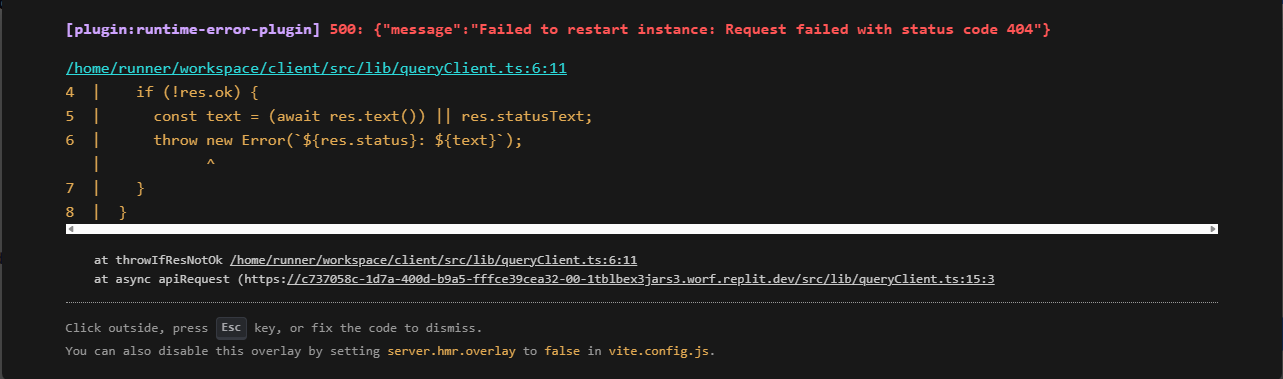 [plugin:runtime-error-plugin] 500: {"message":"Failed to restart instance: Request failed with status code 404"}
/home/runner/workspace/client/src/lib/queryClient.ts:6:11
4  |    if (!res.ok) {
5  |      const text = (await res.text()) || res.statusText;
6  |      throw new Error(`${res.status}: ${text}`);
   |            ^
7  |    }
8  |  }
at throwIfResNotOk /home/runner/workspace/client/src/lib/queryClient.ts:6:11
at async apiRequest (https://c737058c-1d7a-400d-b9a5-fffce39cea32-00-1tblbex3jars3.worf.replit.dev/src/lib/queryClient.ts:15:3
Click outside, press Esc key, or fix the code to dismiss.
You can also disable this overlay by setting server.hmr.overlay to false in vite.config.js.